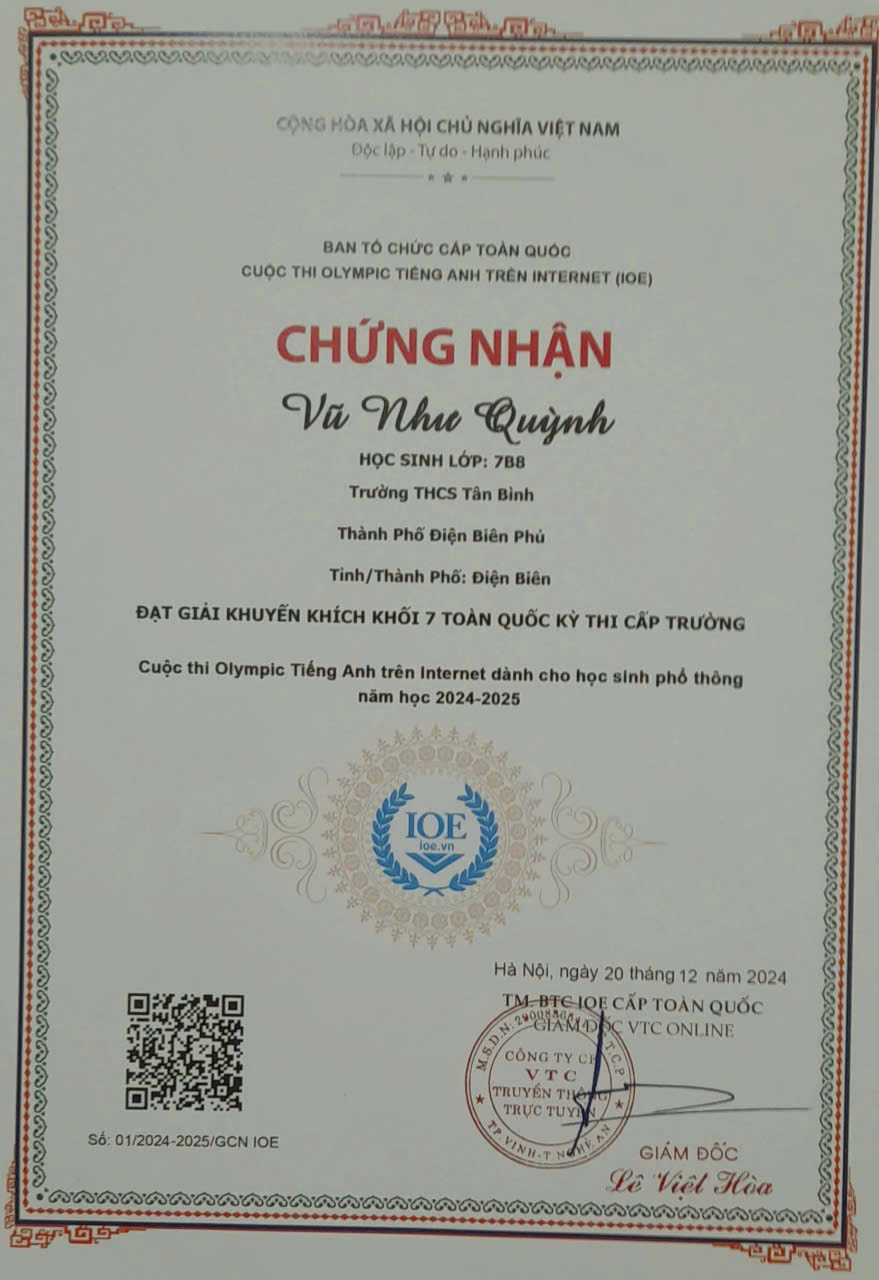 CỘNG HÒA XÃ HỘI CHỦ NGHĨA VIỆT NAM
Độc lập - Tự do - Hạnh phúc
BAN TỔ CHỨC CẤP TOÀN QUỐC
CUỘC THI OLYMPIC TIẾNG ANH TRÊN INTERNET (IOE)
CHỨNG NHẬN
Vũ Như Quỳnh
HỌC SINH LỚP: 7B8
Trường THCS Tân Bình
Thành Phố Điện Biên Phủ
Tỉnh/Thành Phố: Điện Biên
ĐẠT GIẢI KHUYẾN KHÍCH KHỐI 7 TOÀN QUỐC KỲ THI CẤP TRƯỜNG
Cuộc thi Olympic Tiếng Anh trên Internet dành cho học sinh phổ thông
năm học 2024-2025
IOE
ioe.vn
Hà Nội, ngày 20 tháng 12 năm 2024
TM. BTC IOE CẤP TOÀN QUỐC
GIÁM ĐỐC VTC ONLINE
M.S.D.N:
T.C.P
CÔNG TY CP
VTC
TRUYỀN THÔNG
TRỰC TUYẾN
TP.VINH-T.NGHỆ AN
Số: 01/2024-2025/GCN IOE
GIÁM ĐỐC
Lê Việt Hòa